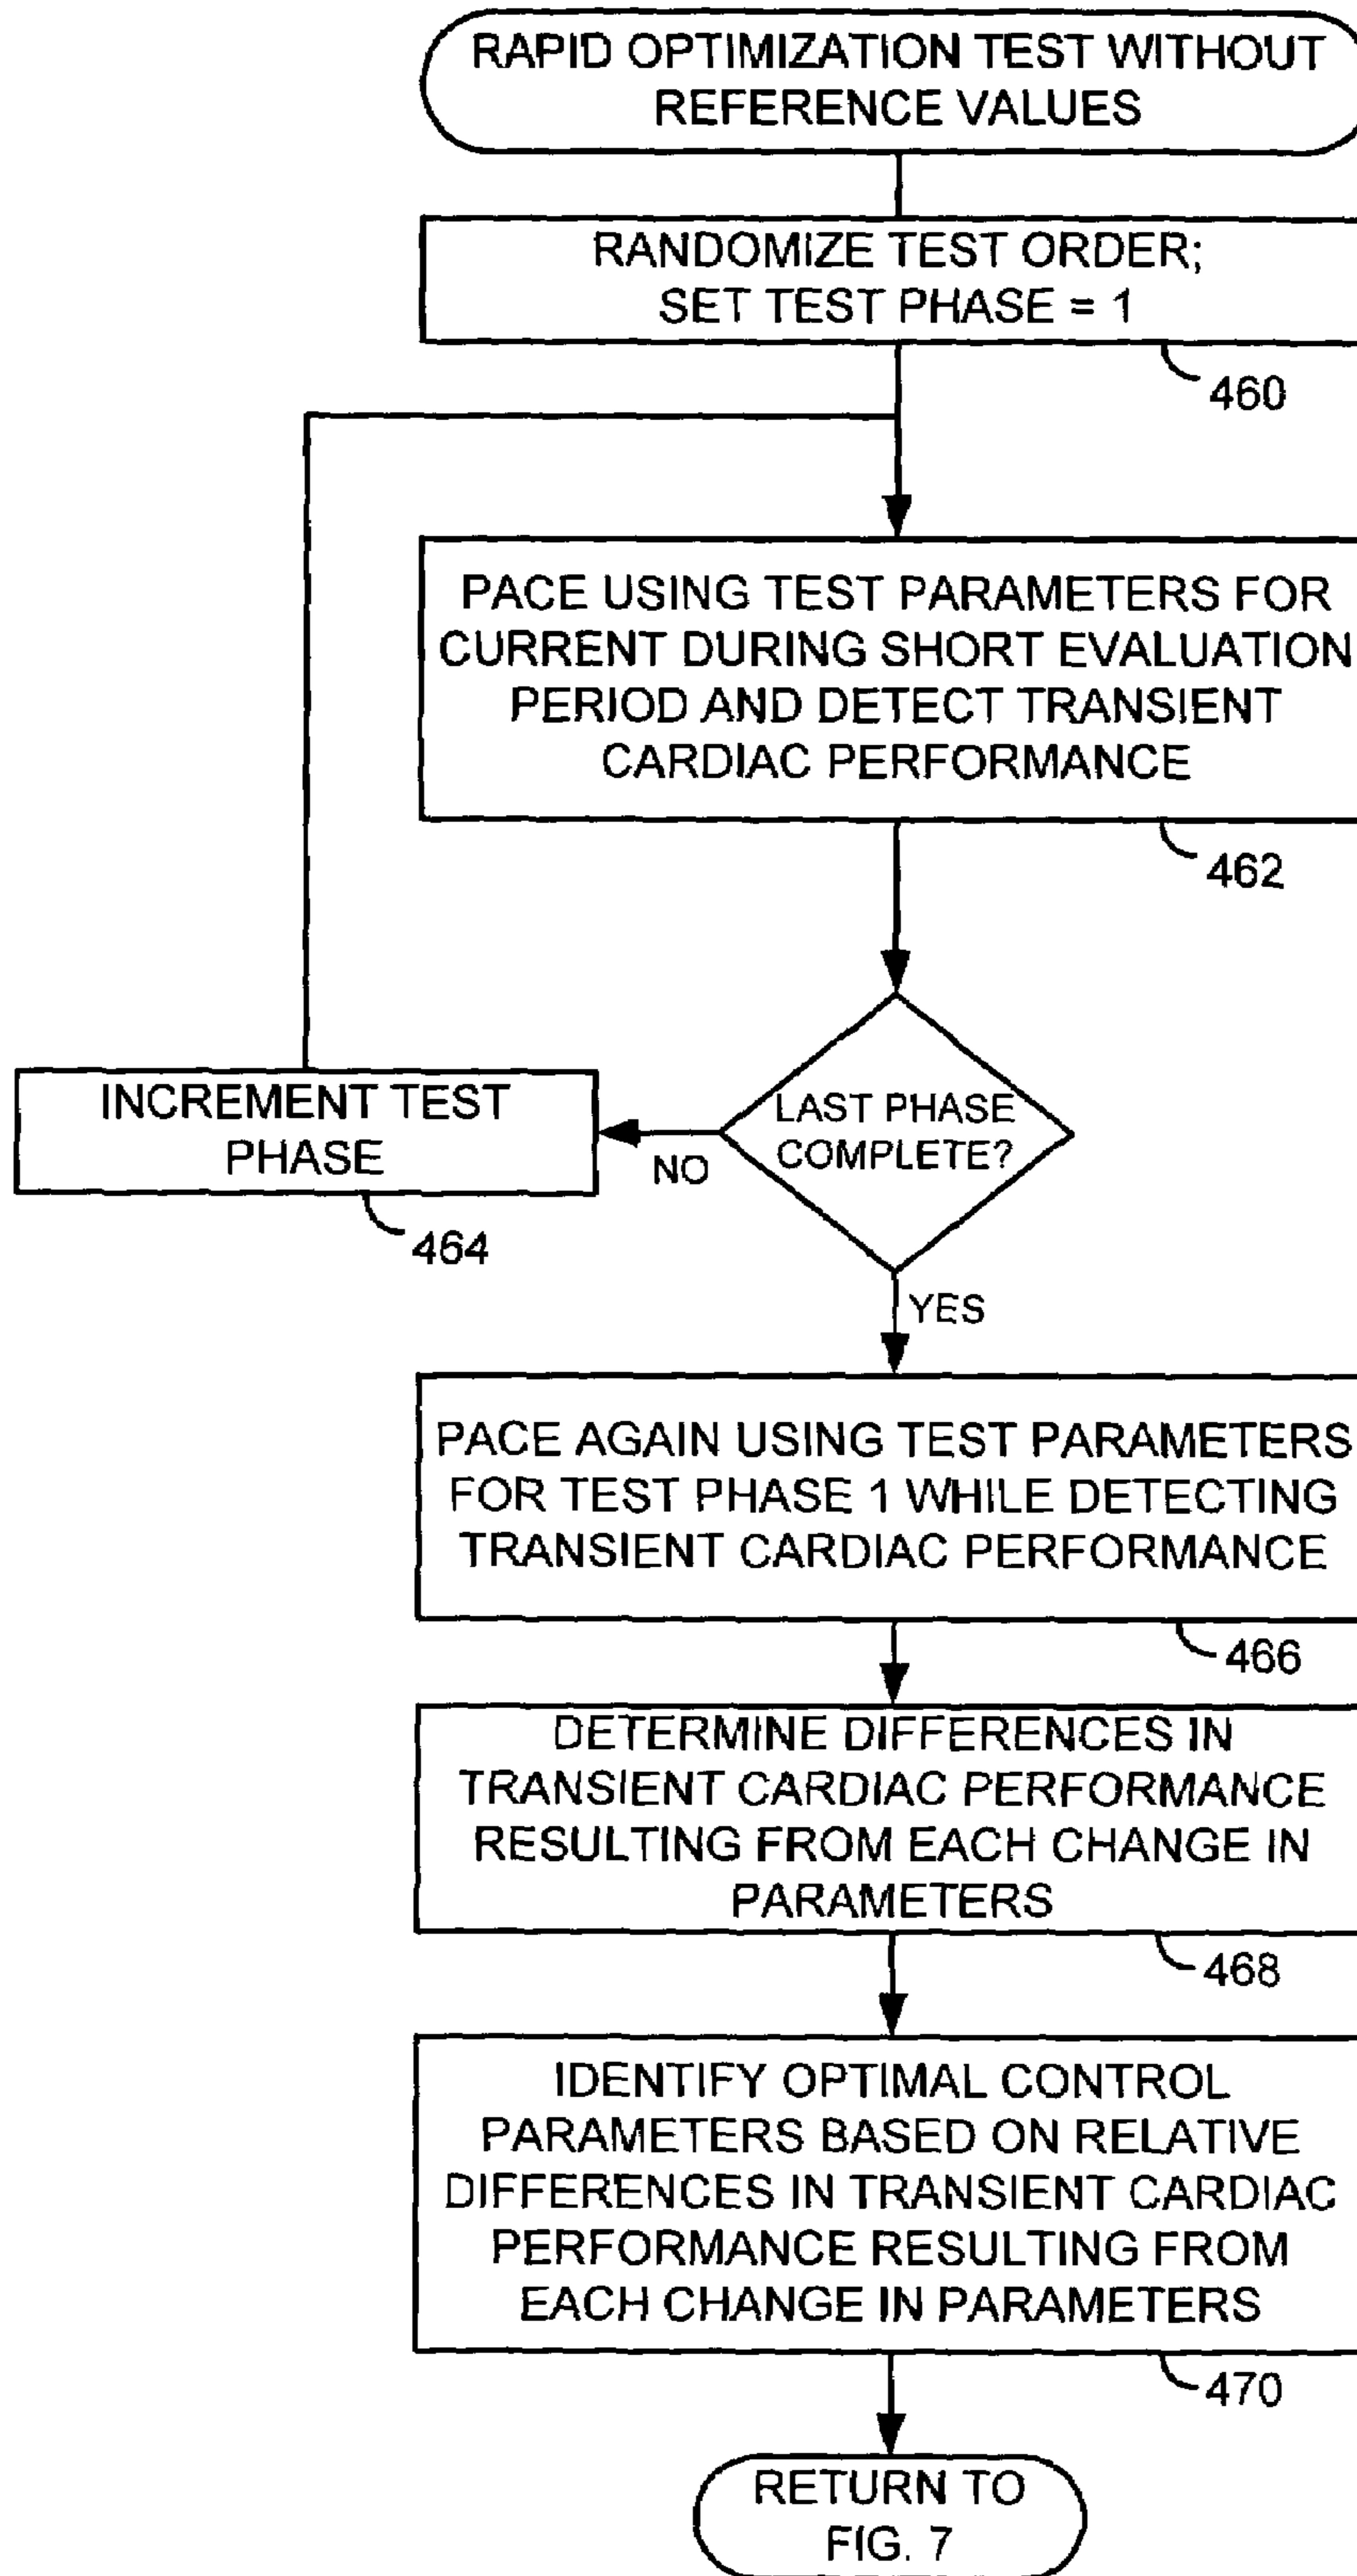 RAPID OPTIMIZATION TEST WITHOUT
REFERENCE VALUES
RANDOMIZE TEST ORDER;
SET TEST PHASE = 1
460
PACE USING TEST PARAMETERS FOR
CURRENT DURING SHORT EVALUATION
PERIOD AND DETECT TRANSIENT
CARDIAC PERFORMANCE
462
LAST PHASE
COMPLETE?
NO
INCREMENT TEST
PHASE
464
YES
PACE AGAIN USING TEST PARAMETERS
FOR TEST PHASE 1 WHILE DETECTING
TRANSIENT CARDIAC PERFORMANCE
466
DETERMINE DIFFERENCES IN
TRANSIENT CARDIAC PERFORMANCE
RESULTING FROM EACH CHANGE IN
PARAMETERS
468
IDENTIFY OPTIMAL CONTROL
PARAMETERS BASED ON RELATIVE
DIFFERENCES IN TRANSIENT CARDIAC
PERFORMANCE RESULTING FROM
EACH CHANGE IN PARAMETERS
470
RETURN TO
FIG. 7